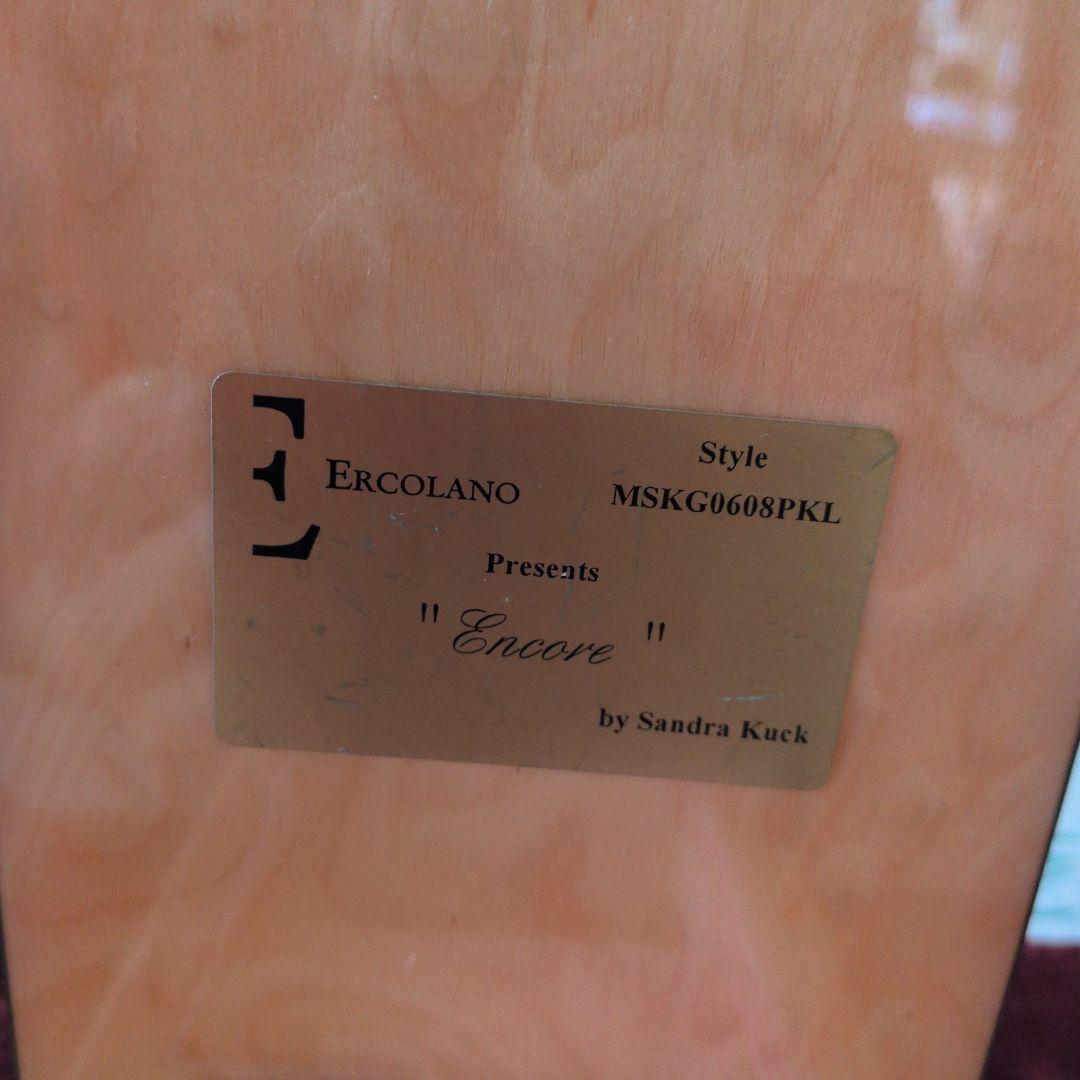 E ERCOLANO
Style
MSKG0608PKL
Presents
"Encore"
by Sandra Kuck